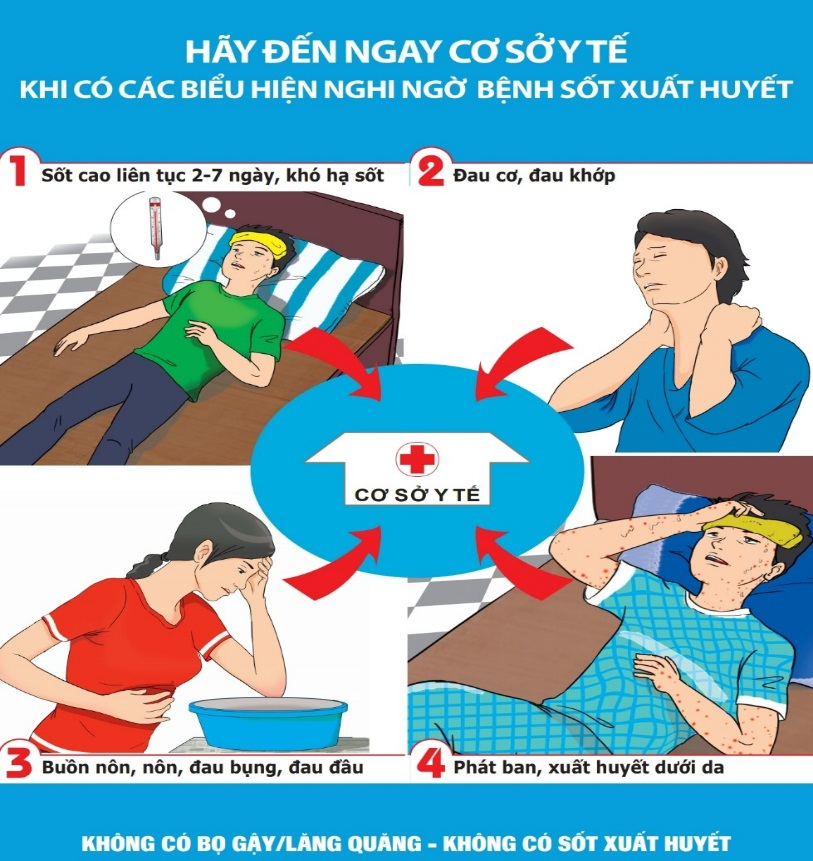 HÃY ĐẾN NGAY CƠ SỞ Y TẾ
KHI CÓ CÁC BIỂU HIỆN NGHI NGỜ BỆNH SỐT XUẤT HUYẾT
1 Sốt cao liên tục 2-7 ngày, khó hạ sốt
2 Đau cơ, đau khớp
CƠ SỞ Y TẾ
3 Buồn nôn, nôn, đau bụng, đau đầu
4 Phát ban, xuất huyết dưới da
KHÔNG CÓ BỌ GẬY/LĂNG QUĂNG - KHÔNG CÓ SỐT XUẤT HUYẾT